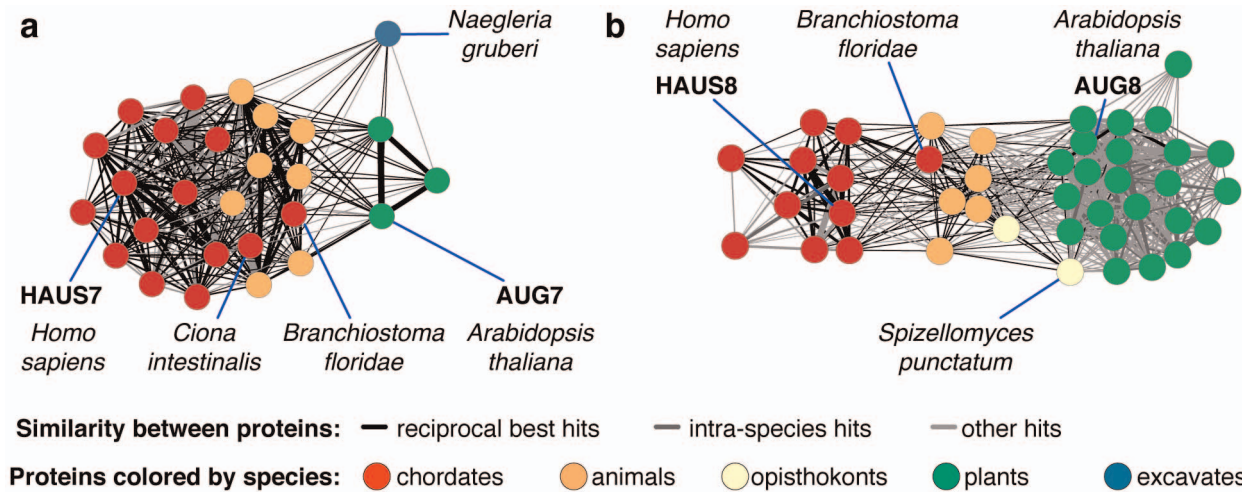 a
Naegleria
gruberi
HAUS7
Homo
sapiens
Ciona
intestinalis
Branchiostoma
floridae
AUG7
Arabidopsis
thaliana
b
Homo
sapiens
HAUS8
Branchiostoma
floridae
Arabidopsis
thaliana
AUG8
Spizellomyces
punctatum
Similarity between proteins: reciprocal best hits intra-species hits other hits
Proteins colored by species: chordates animals opisthokonts plants excavates